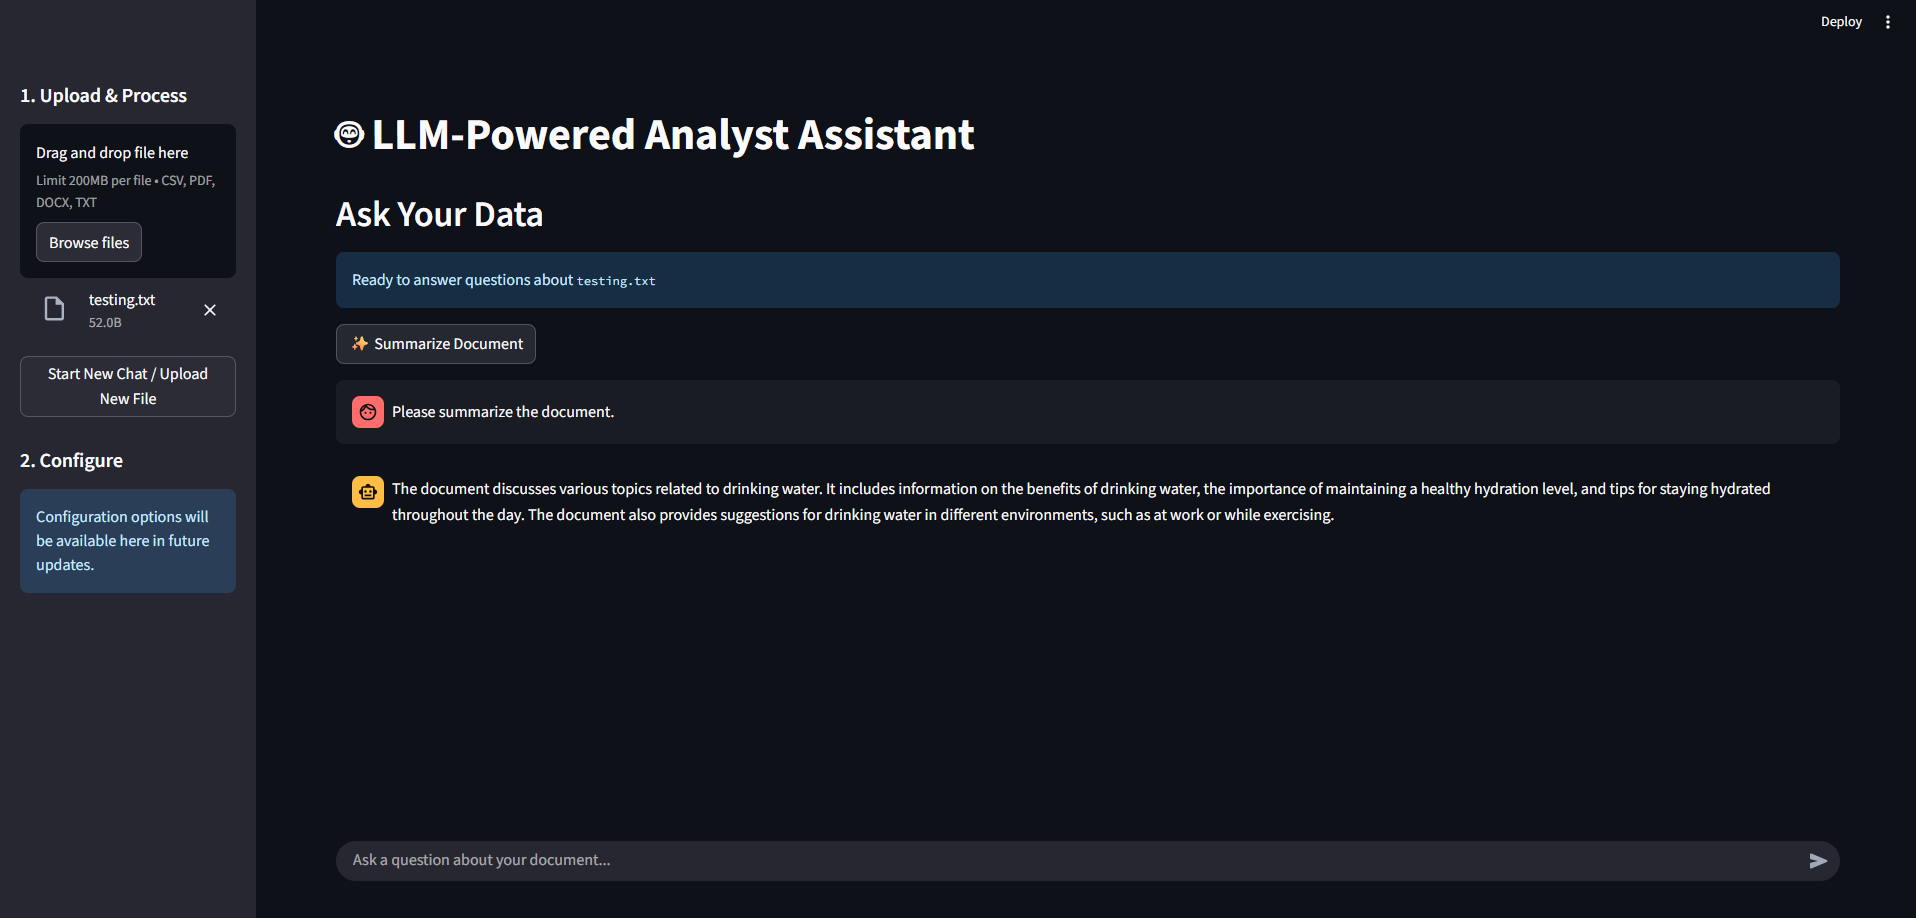 Deploy
1. Upload & Process
Drag and drop file here
Limit 200MB per file • CSV, PDF,
DOCX, TXT
Browse files
testing.txt
52.0B
Start New Chat / Upload
New File
2. Configure
Configuration options will
be available here in future
updates.
LLM-Powered Analyst Assistant
Ask Your Data
Ready to answer questions about testing.txt
✨ Summarize Document
Please summarize the document.
The document discusses various topics related to drinking water. It includes information on the benefits of drinking water, the importance of maintaining a healthy hydration level, and tips for staying hydrated
throughout the day. The document also provides suggestions for drinking water in different environments, such as at work or while exercising.
Ask a question about your document...